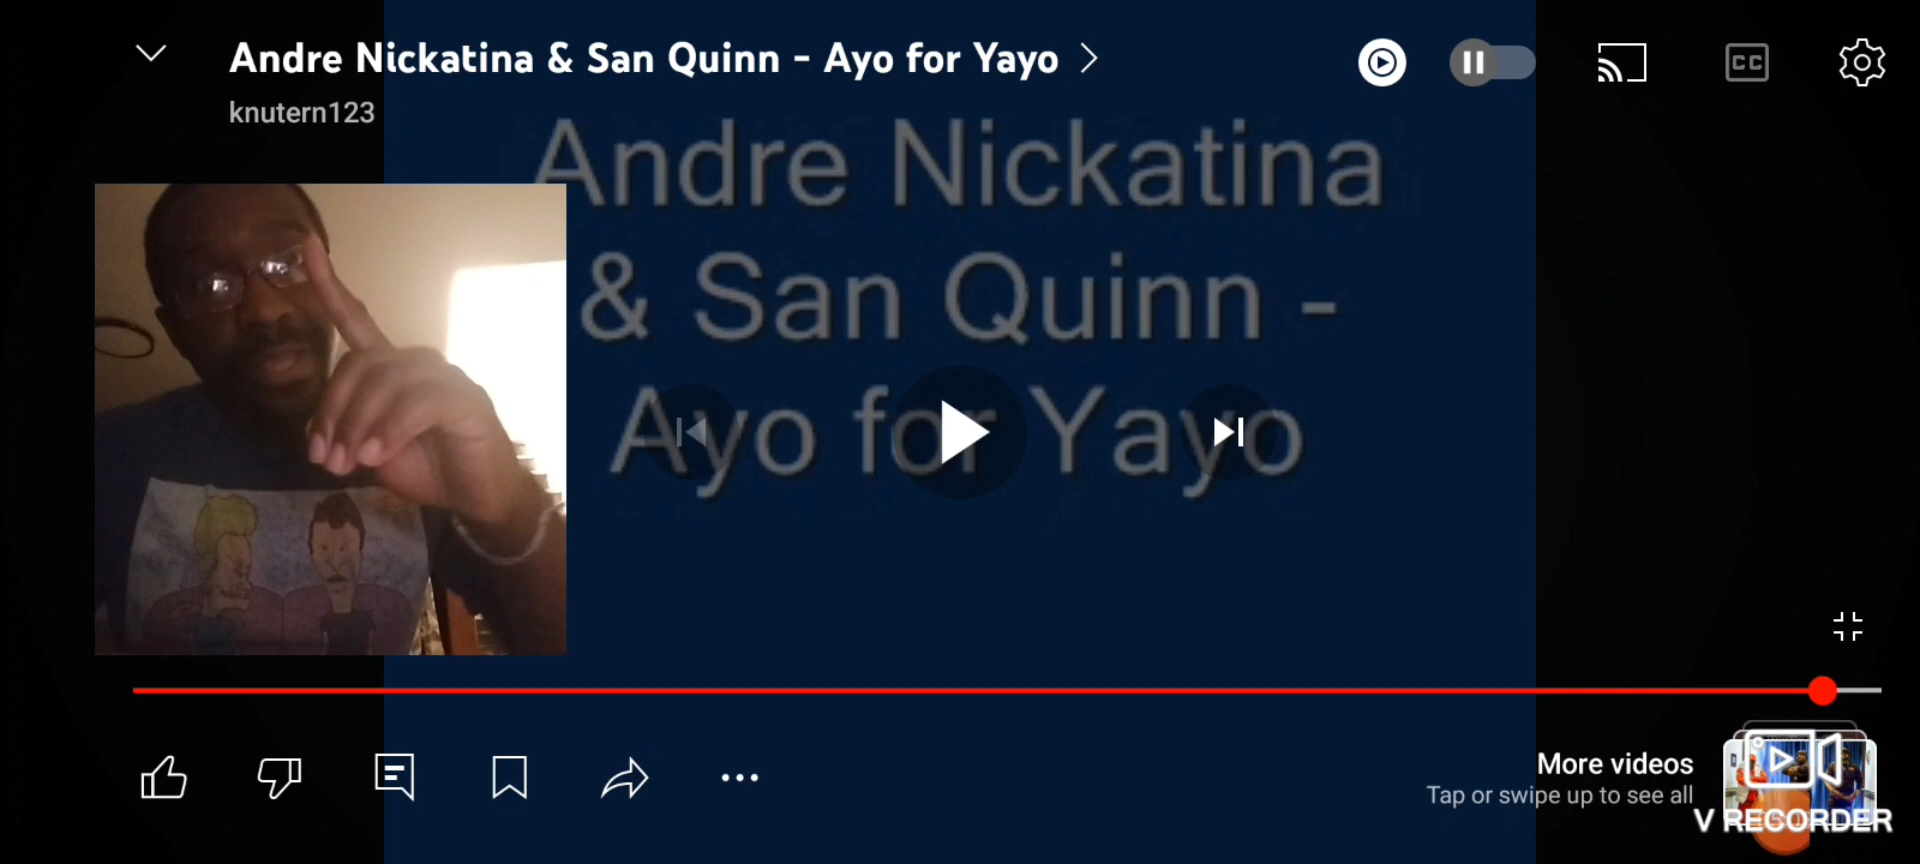 Andre Nickatina & San Quinn - Ayo for Yayo
knutern123
CC
Andre Nickatina
& San Quinn -
Ayo for Yayo
More videos
Tap or swipe up to see all
V RECORDER